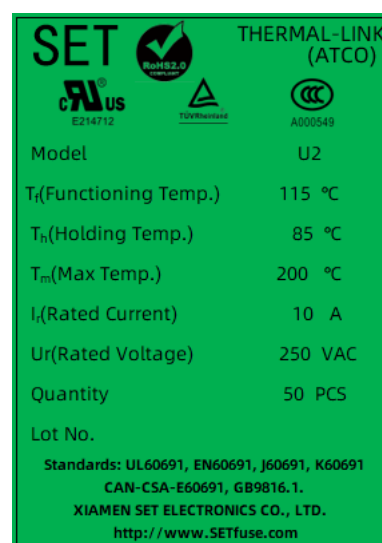 SET
RoHS2.0
COMPLIANT
THERMAL-LINK
(ATCO)
c RU ® US
E214712
TÜVRheinland
CCC
A000549
Model U2
Tf(Functioning Temp.) 115 ℃
Th(Holding Temp.) 85 ℃
Tm(Max Temp.) 200 ℃
Ir(Rated Current) 10 A
Ur(Rated Voltage) 250 VAC
Quantity 50 PCS
Lot No.
Standards: UL60691, EN60691, J60691, K60691
CAN-CSA-E60691, GB9816.1.
XIAMEN SET ELECTRONICS CO., LTD.
http://www.SETfuse.com